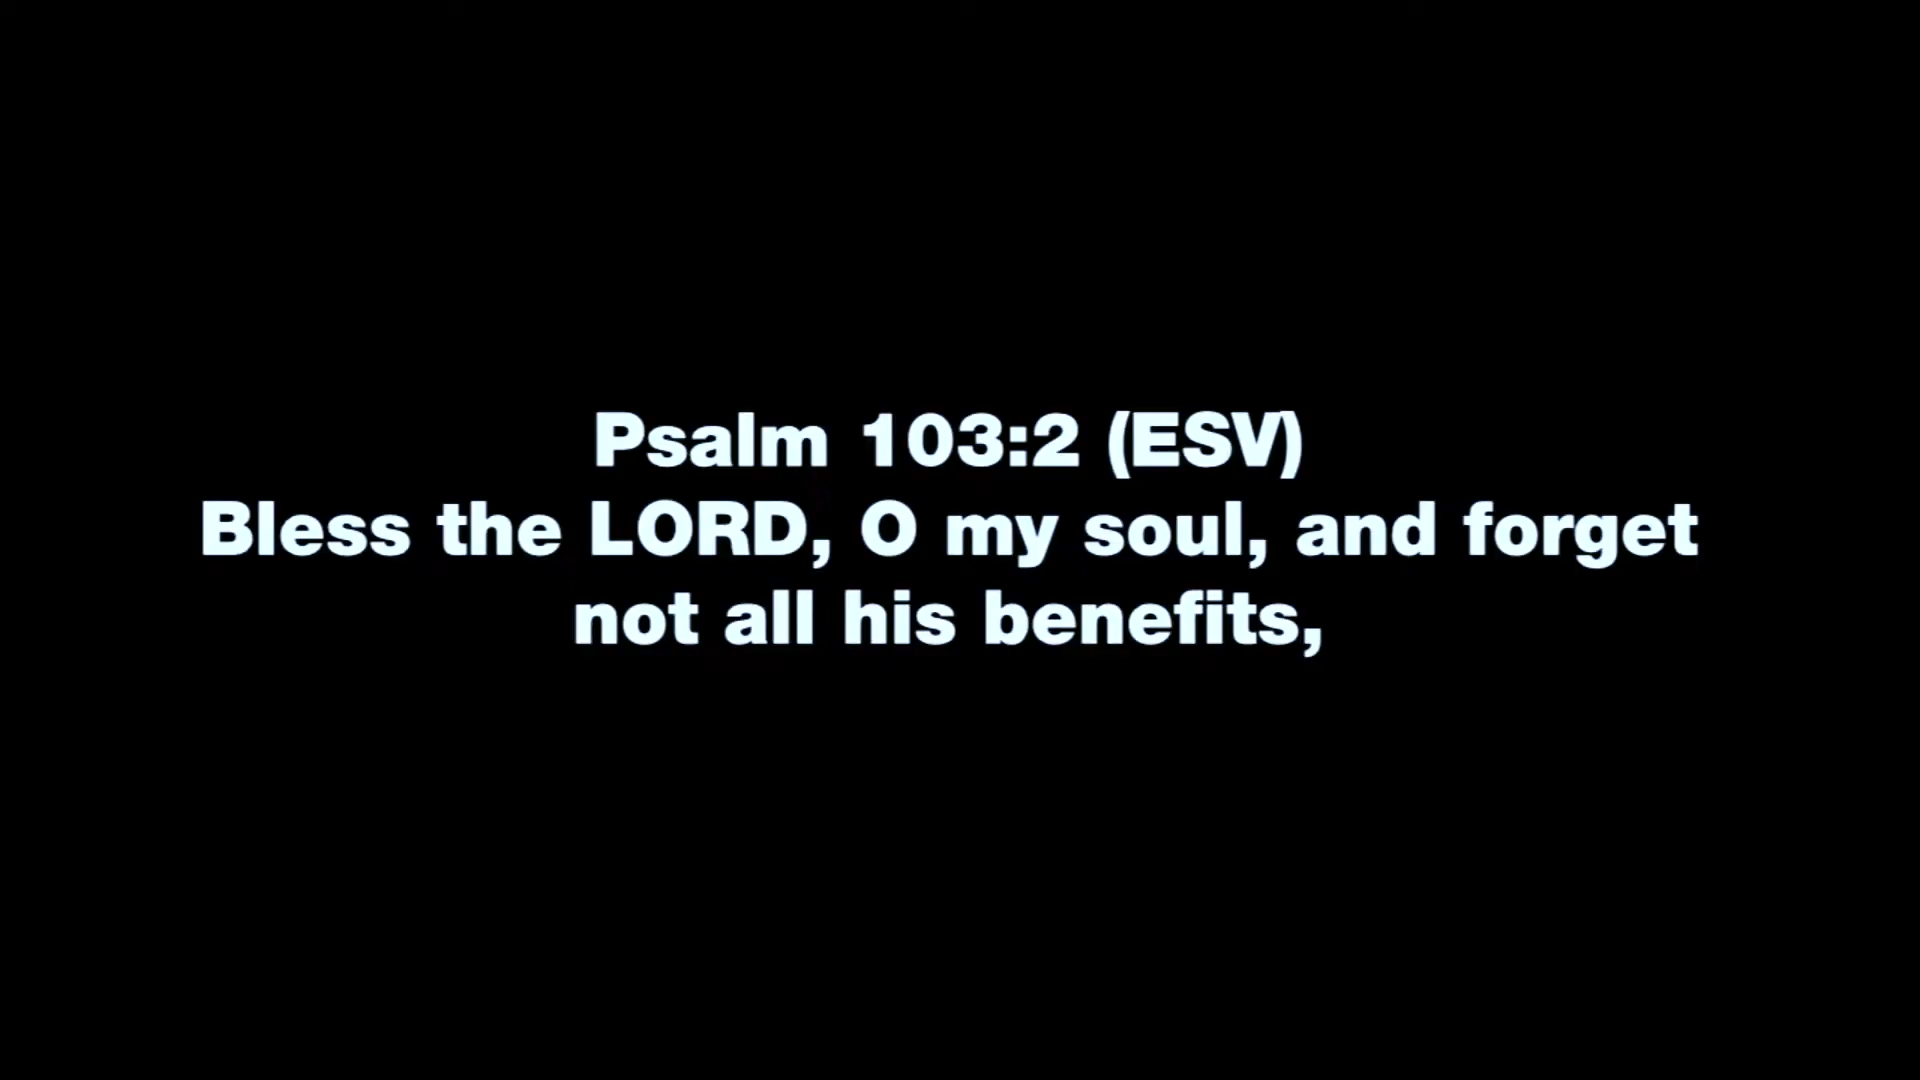 Psalm 103:2 (ESV)
Bless the LORD, O my soul, and forget
not all his benefits,